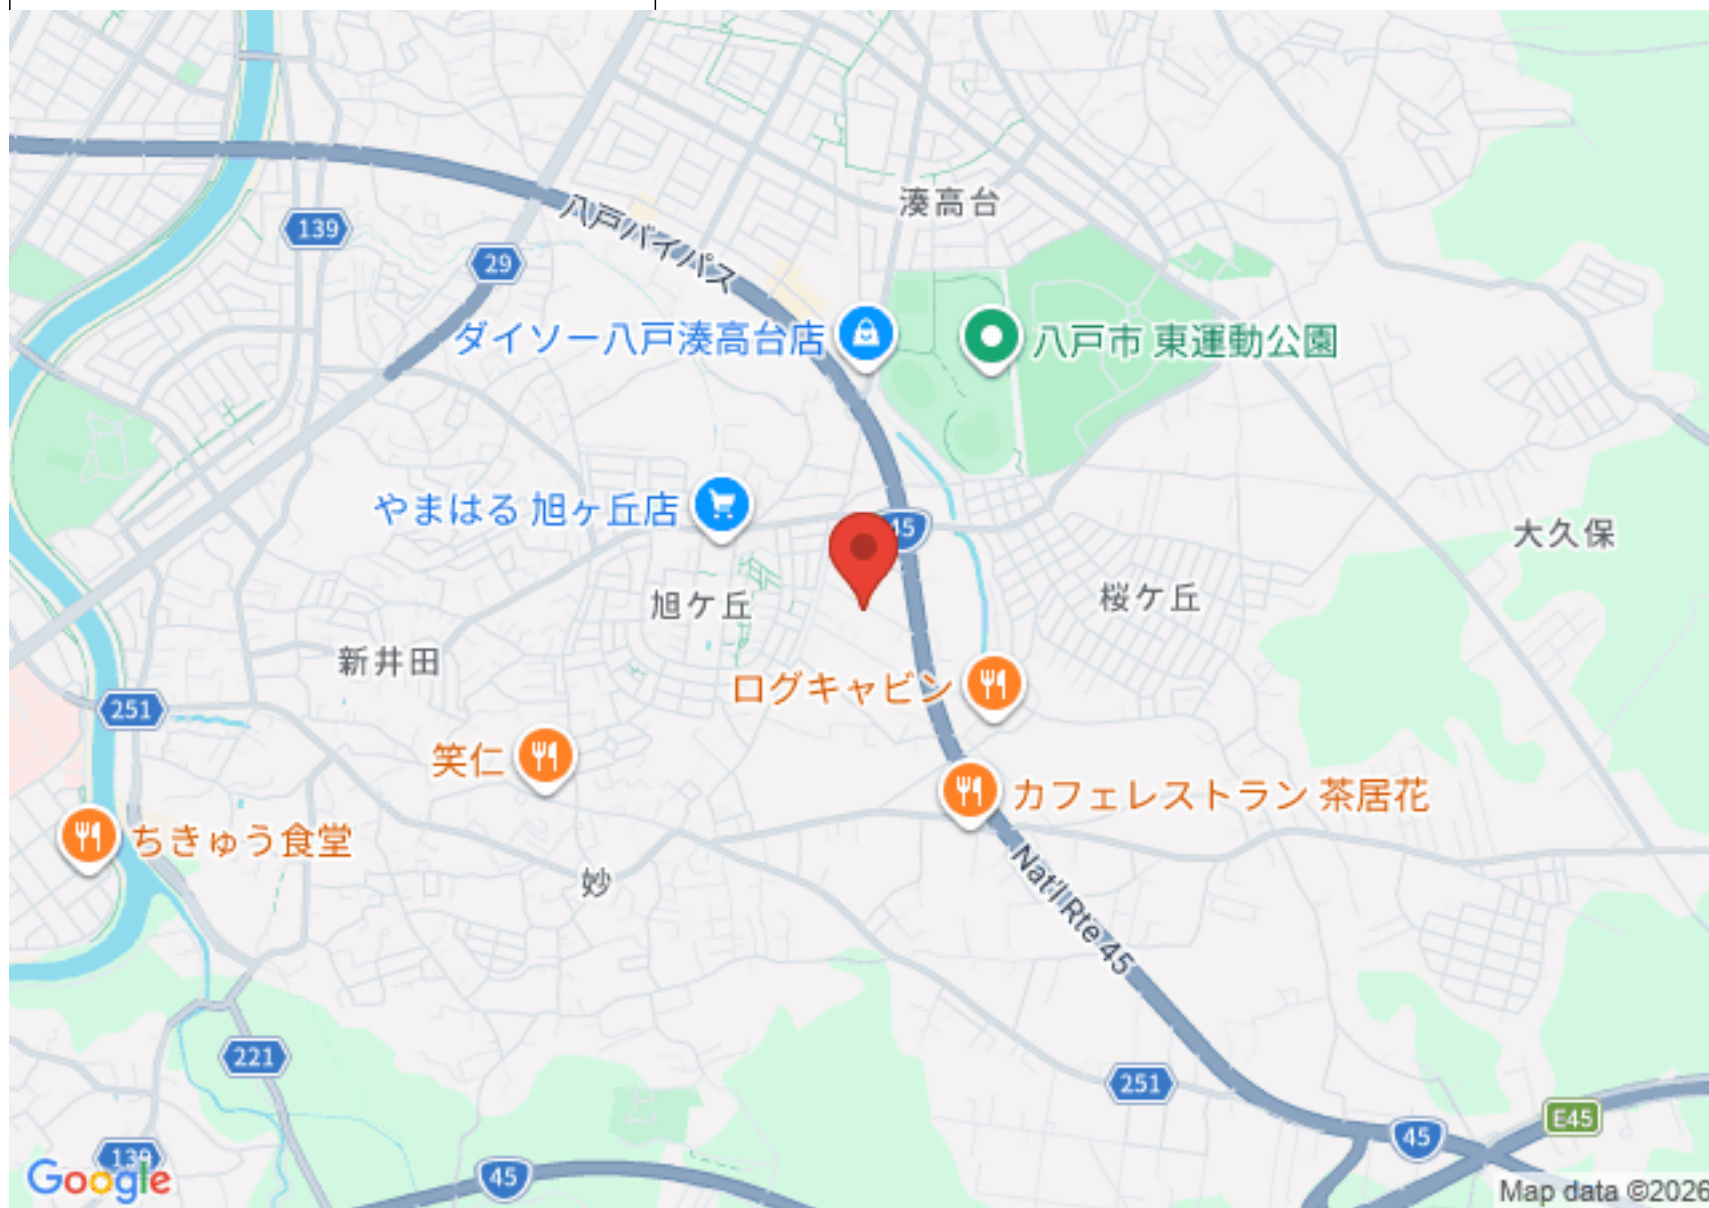 湊高台
139
八戸バイパス
29
ダイソー八戸湊高台店
八戸市 東運動公園
やまはる 旭ヶ丘店
45
大久保
旭ケ丘
桜ケ丘
新井田
ログキャビン
251
笑仁
カフェレストラン 茶居花
ちきゅう食堂
妙
Nat'l Rte 45
221
251
E45
45
139
45
Google
Map data ©2026